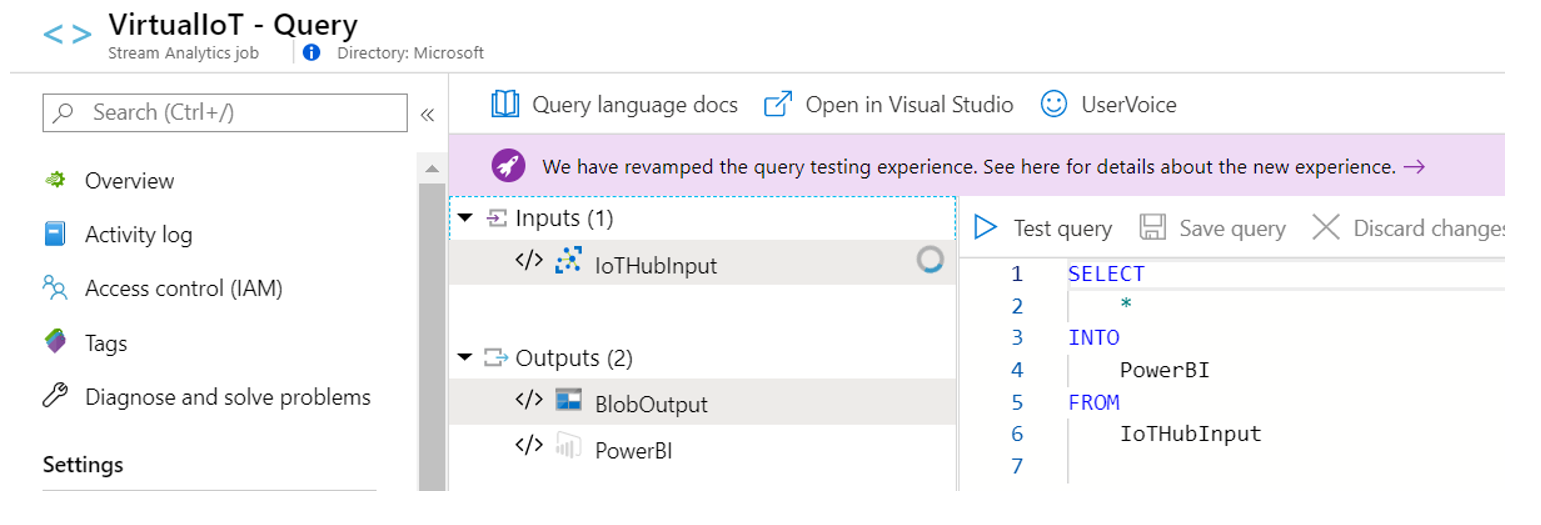 VirtualIoT - Query
Stream Analytics job
Directory: Microsoft
Search (Ctrl+/)
«
Overview
Activity log
Access control (IAM)
Tags
Diagnose and solve problems
Settings
Query language docs
Open in Visual Studio
UserVoice
We have revamped the query testing experience. See here for details about the new experience. →
Inputs (1)
</> IoTHubInput
Outputs (2)
</> BlobOutput
</> PowerBI
Test query
Save query
Discard changes
1 SELECT
2 *
3 INTO
4 PowerBI
5 FROM
6 IoTHubInput
7